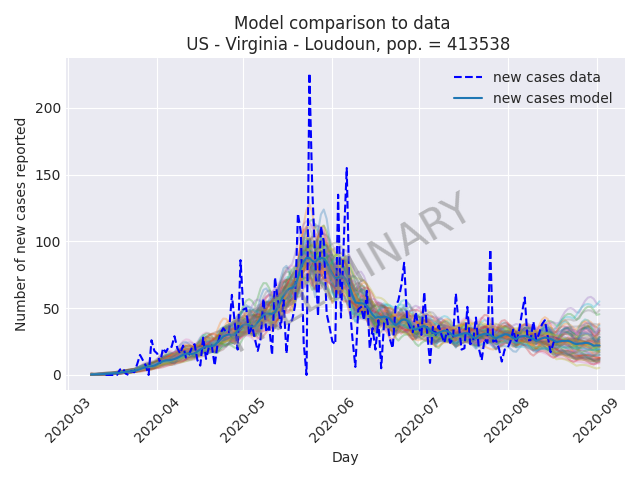 Model comparison to data
US - Virginia - Loudoun, pop. = 413538
new cases data
new cases model
Number of new cases reported
200
150
100
50
0
2020-03
2020-04
2020-05
2020-06
2020-07
2020-08
2020-09
Day